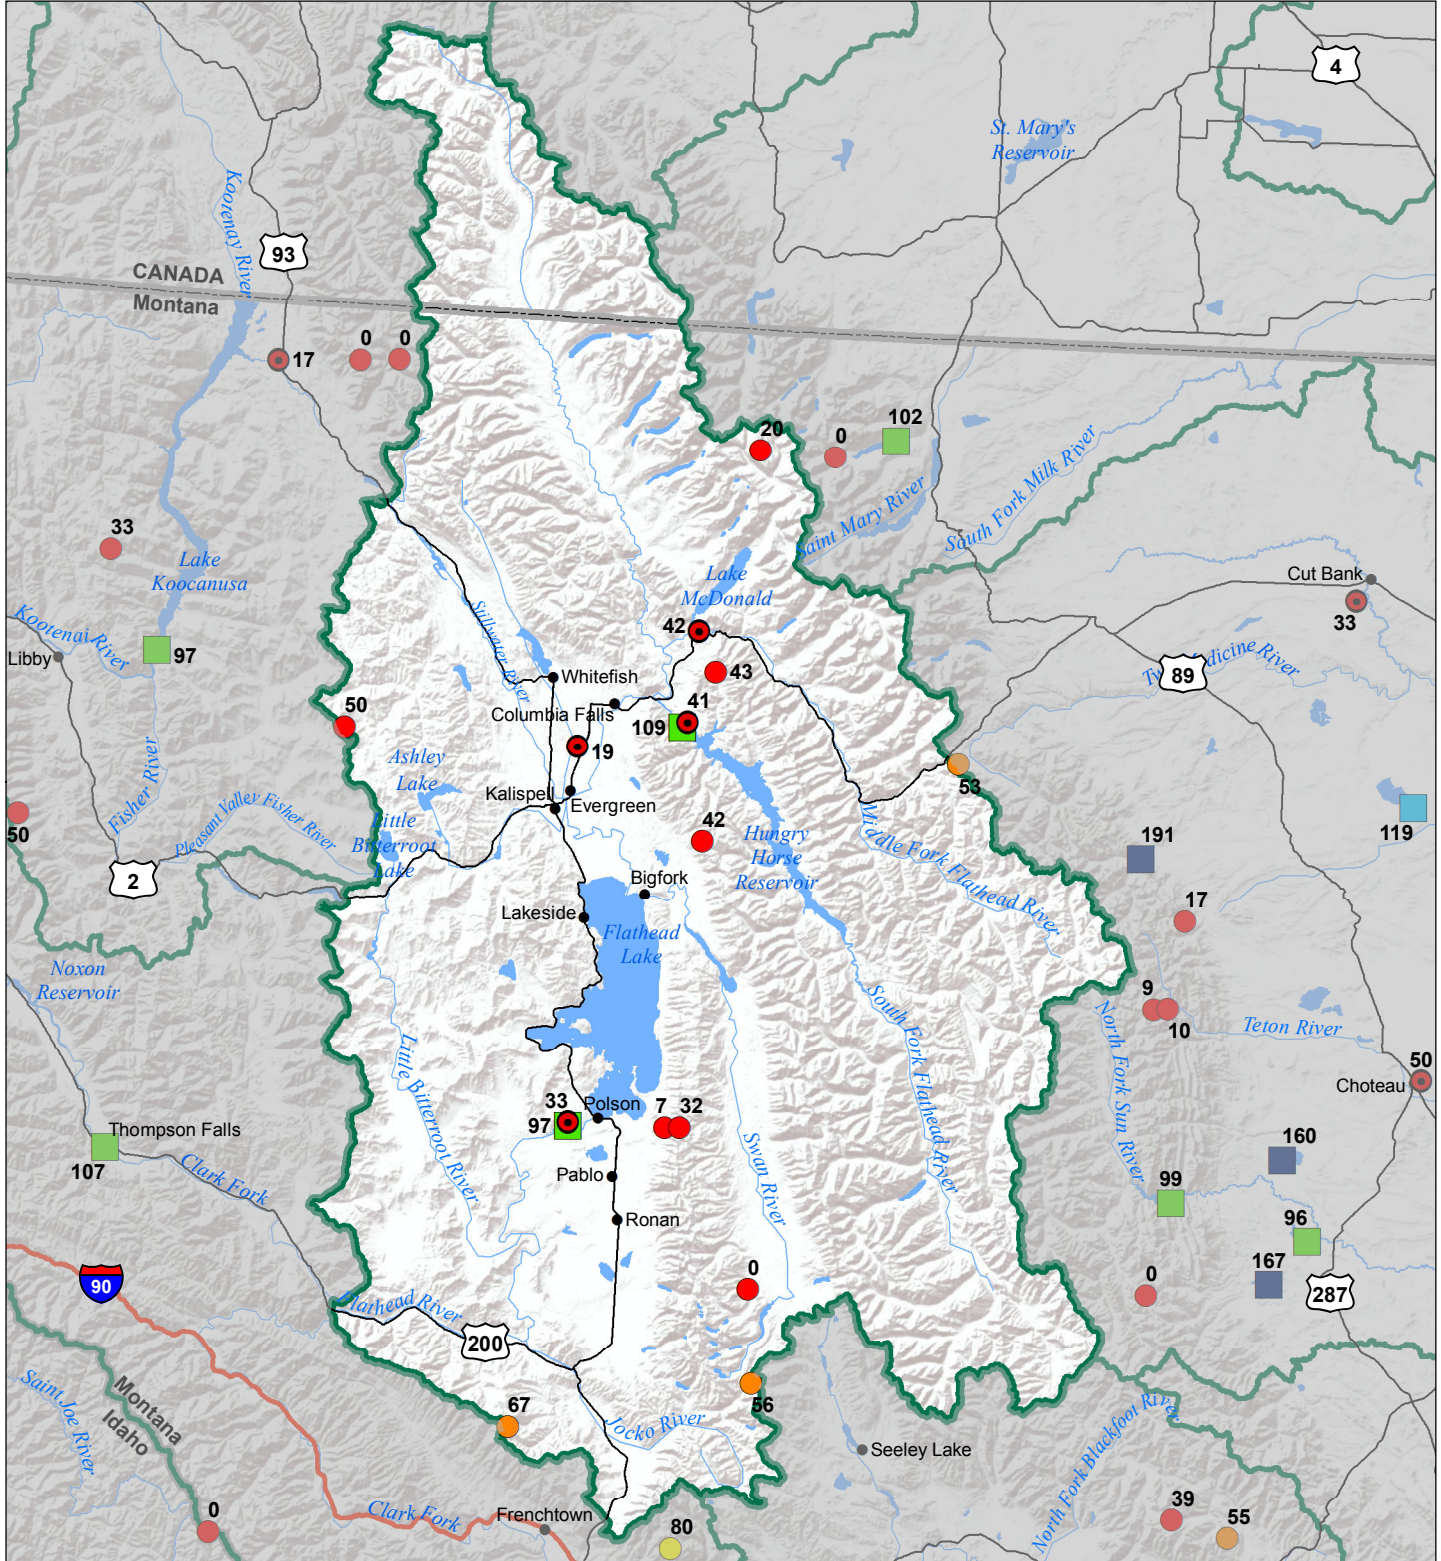 4
St. Mary's
Reservoir
Kootenay River
93
CANADA
Montana
0
0
17
20
0
102
33
Lake
Koocanusa
Saint Mary River
South Fork Milk River
Cut Bank
33
Lake
McDonald
Kootenai River
Libby
97
Stillwater River
42
43
Whitefish
Columbia Falls
41
109
19
89
Two Medicine River
50
Ashley
Lake
Kalispell
Evergreen
53
Fisher River
50
Pleasant Valley Fisher River
Little
Bitterroot
Lake
2
42
Hungry
Horse
Reservoir
Middle Fork Flathead River
191
119
Bigfork
Lakeside
Flathead
Lake
17
Noxon
Reservoir
9
10
Teton River
North Fork Sun River
South Fork Flathead River
Little Bitterroot River
50
Choteau
33
97
Polson
7
32
Thompson Falls
107
Clark Fork
Swan River
160
Pablo
99
Ronan
96
167
0
0
90
287
Flathead River
200
Saint Joe River
Montana
Idaho
67
56
Jocko River
Seeley Lake
North Fork Blackfoot River
0
Clark Fork
Frenchtown
80
39
55